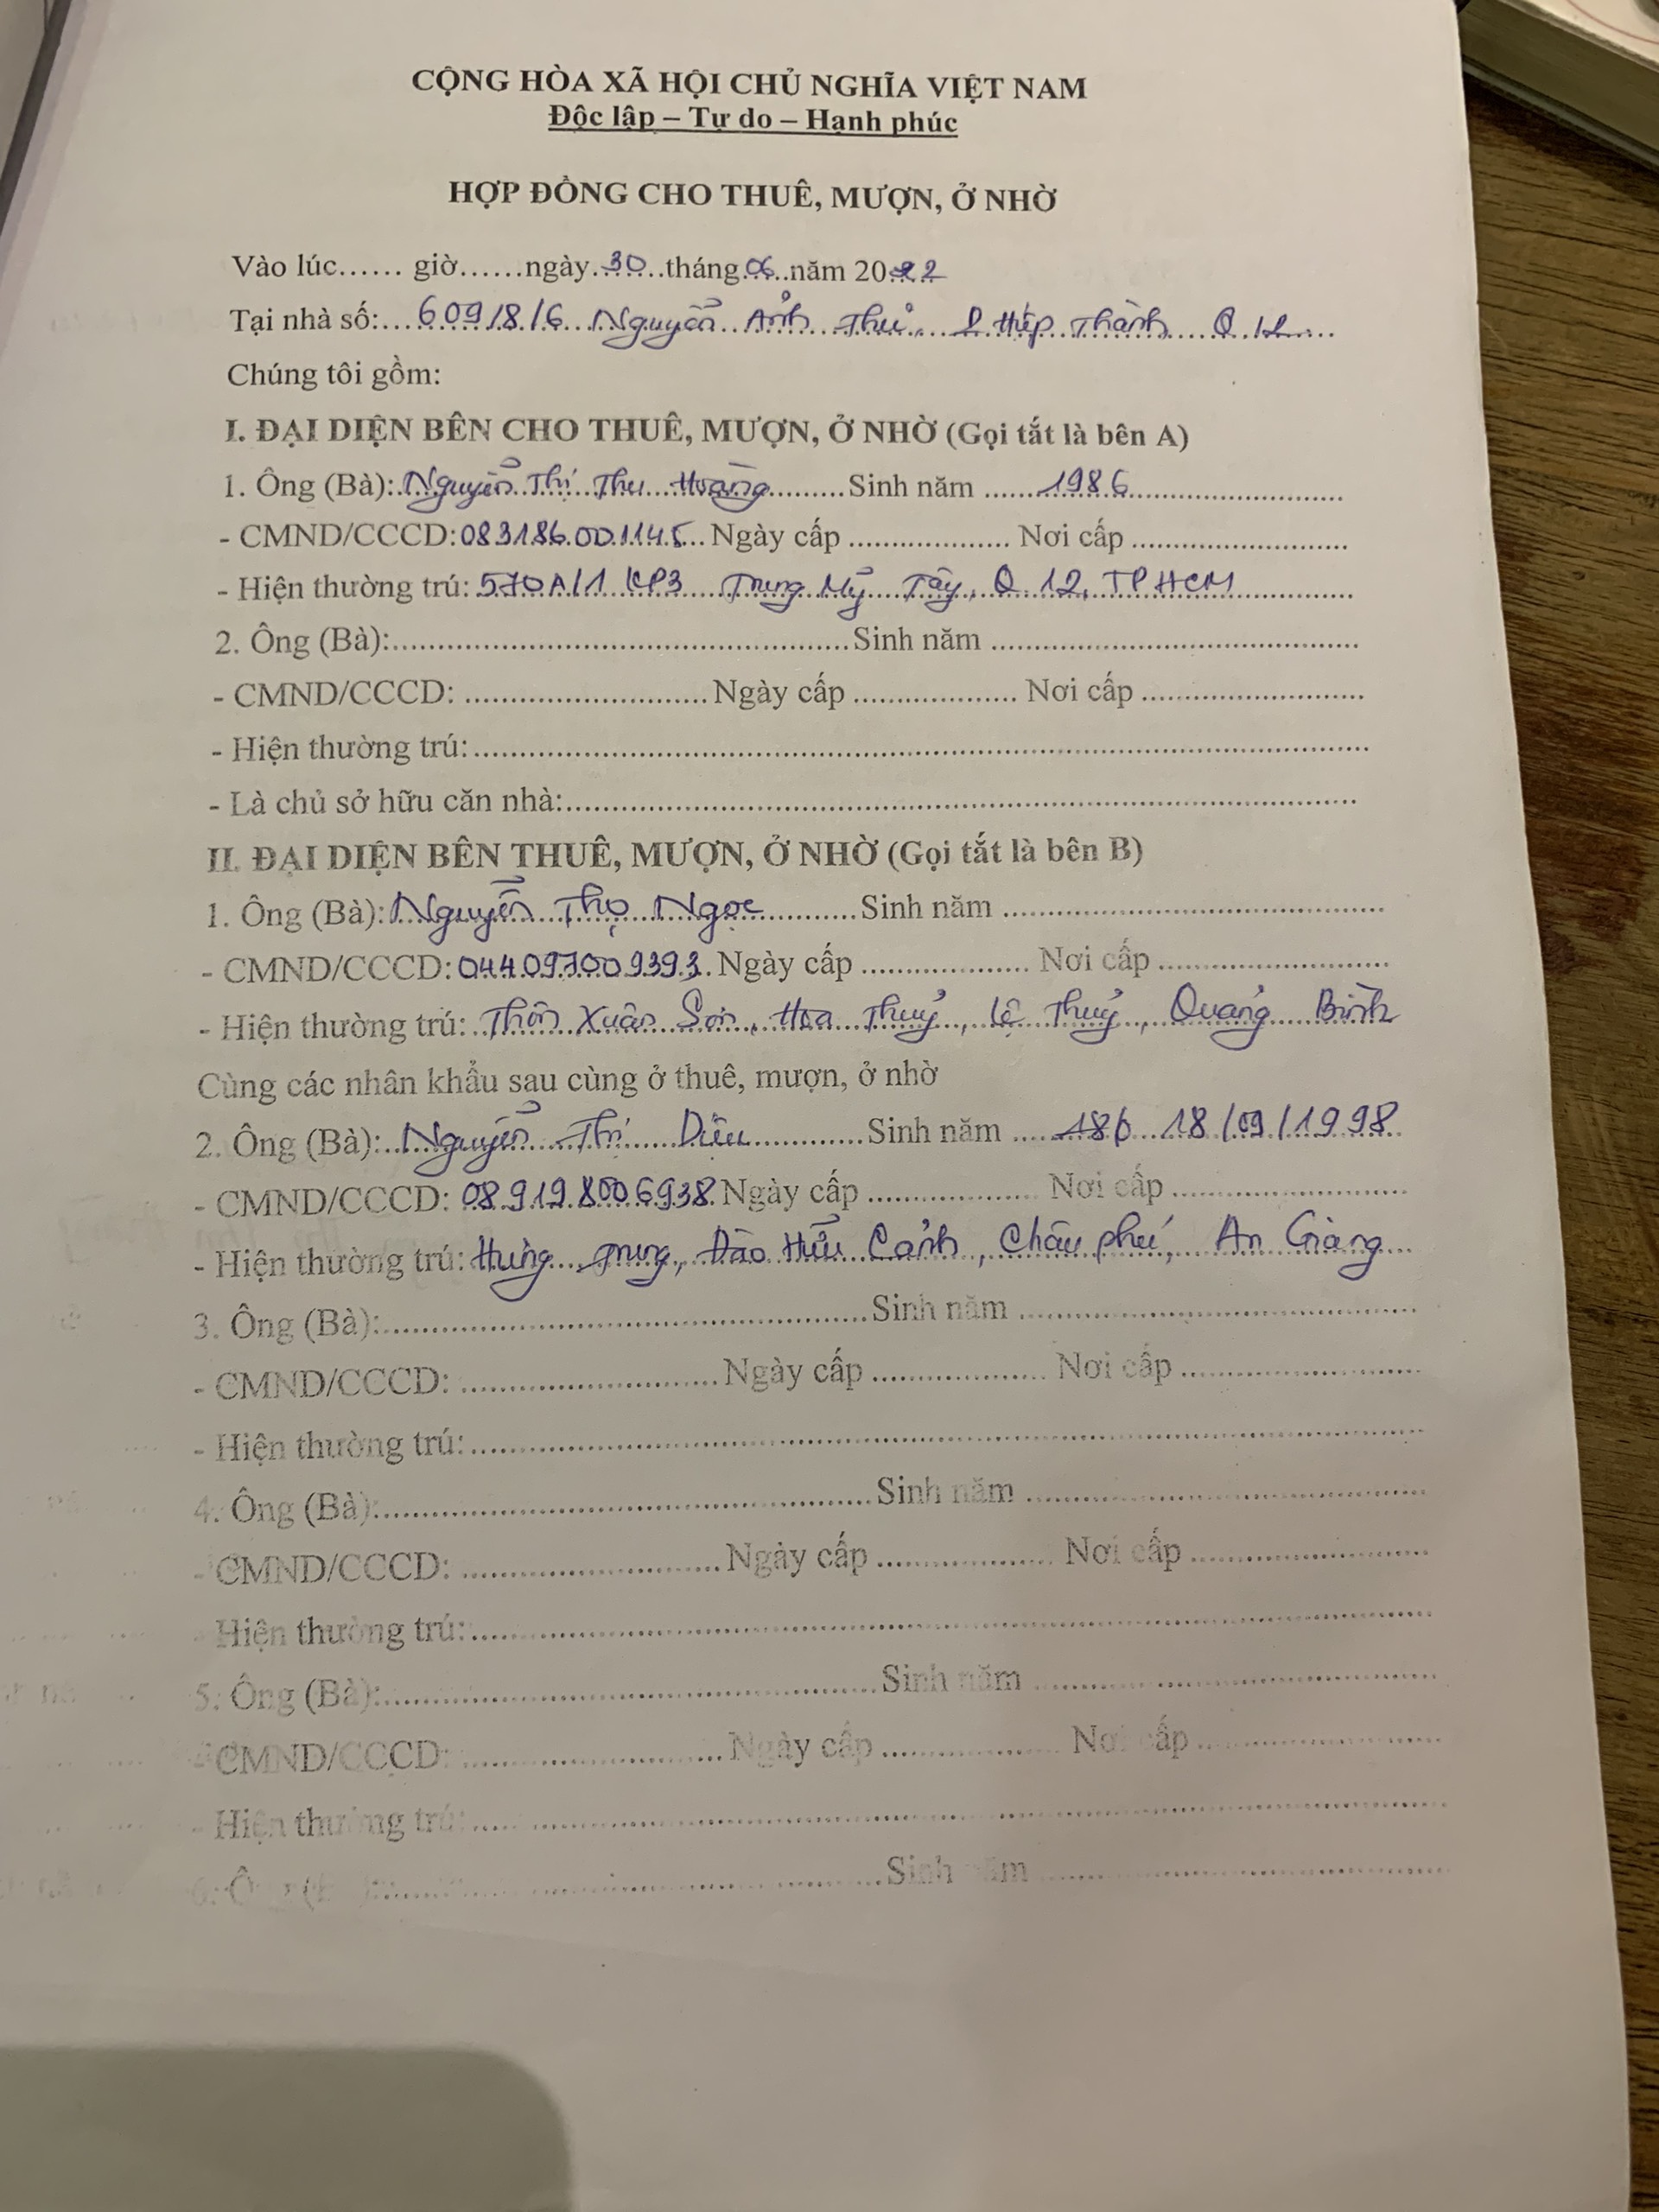 CỘNG HÒA XÃ HỘI CHỦ NGHĨA VIỆT NAM
Độc lập – Tự do – Hạnh phúc
HỢP ĐỒNG CHO THUÊ, MƯỢN, Ở NHỜ
Vào lúc...... giờ......ngày 30 tháng 06 năm 2022
Tại nhà số: 609/8/6 Nguyễn Ảnh Thủ, P Hiệp Thành Q 12
Chúng tôi gồm:
I. ĐẠI DIỆN BÊN CHO THUÊ, MƯỢN, Ở NHỜ (Gọi tắt là bên A)
1. Ông (Bà): Nguyễn Thị Thu Hoàng Sinh năm 1986
- CMND/CCCD: 083186001145 Ngày cấp .................. Nơi cấp ........................
- Hiện thường trú: 570A/1 KP3 Trung Mỹ Tây, Q 12, TP HCM
2. Ông (Bà):.................................................Sinh năm ........................................
- CMND/CCCD: ..........................Ngày cấp .................. Nơi cấp ........................
- Hiện thường trú:....................................................................................................
- Là chủ sở hữu căn nhà:........................................................................................
II. ĐẠI DIỆN BÊN THUÊ, MƯỢN, Ở NHỜ (Gọi tắt là bên B)
1. Ông (Bà): Nguyễn Thọ Ngọc Sinh năm ........................................
- CMND/CCCD: 044097009393 Ngày cấp .................. Nơi cấp ........................
- Hiện thường trú: Thôn Xuân Sơn, Hoa Thuỷ, Lệ Thuỷ, Quảng Bình
Cùng các nhân khẩu sau cùng ở thuê, mượn, ở nhờ
2. Ông (Bà): Nguyễn Thị Diệu Sinh năm 18/09/1998
- CMND/CCCD: 089198006938 Ngày cấp .................. Nơi cấp ........................
- Hiện thường trú: Hưng Trung, Đào Hữu Cảnh, Châu phú, An Giang
3. Ông (Bà):.................................................Sinh năm ........................................
- CMND/CCCD: ..........................Ngày cấp .................. Nơi cấp ........................
- Hiện thường trú:....................................................................................................
4. Ông (Bà):.................................................Sinh năm ........................................
- CMND/CCCD: ..........................Ngày cấp .................. Nơi cấp ........................
- Hiện thường trú:....................................................................................................
5. Ông (Bà):.................................................Sinh năm ........................................
- CMND/CCCD: ..........................Ngày cấp .................. Nơi cấp ........................
- Hiện thường trú:....................................................................................................
6. Ông (Bà):.................................................Sinh năm ........................................